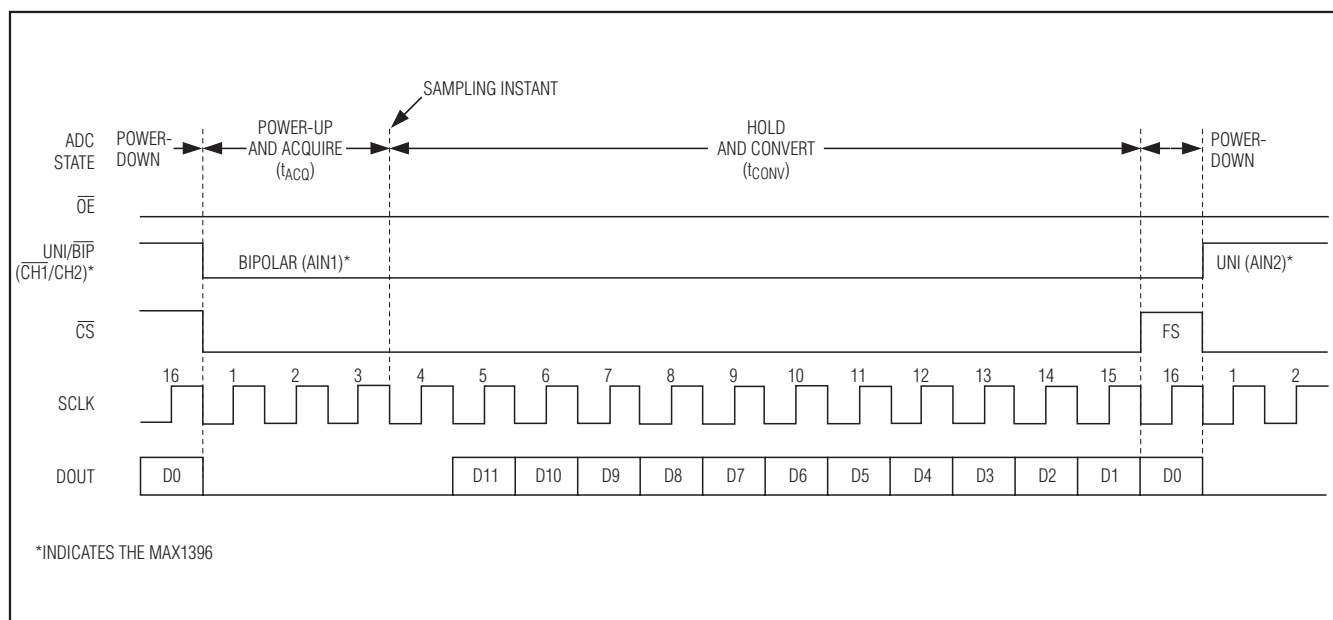 SAMPLING INSTANT
ADC
STATE
POWER-
DOWN
POWER-UP
AND ACQUIRE
(tACQ)
HOLD
AND CONVERT
(tCONV)
POWER-
DOWN
OE
UNI/BIP
(CH1/CH2)*
BIPOLAR (AIN1)*
UNI (AIN2)*
CS
FS
SCLK
16 1 2 3 4 5 6 7 8 9 10 11 12 13 14 15 16 1 2
DOUT
D0 D11 D10 D9 D8 D7 D6 D5 D4 D3 D2 D1 D0
*INDICATES THE MAX1396